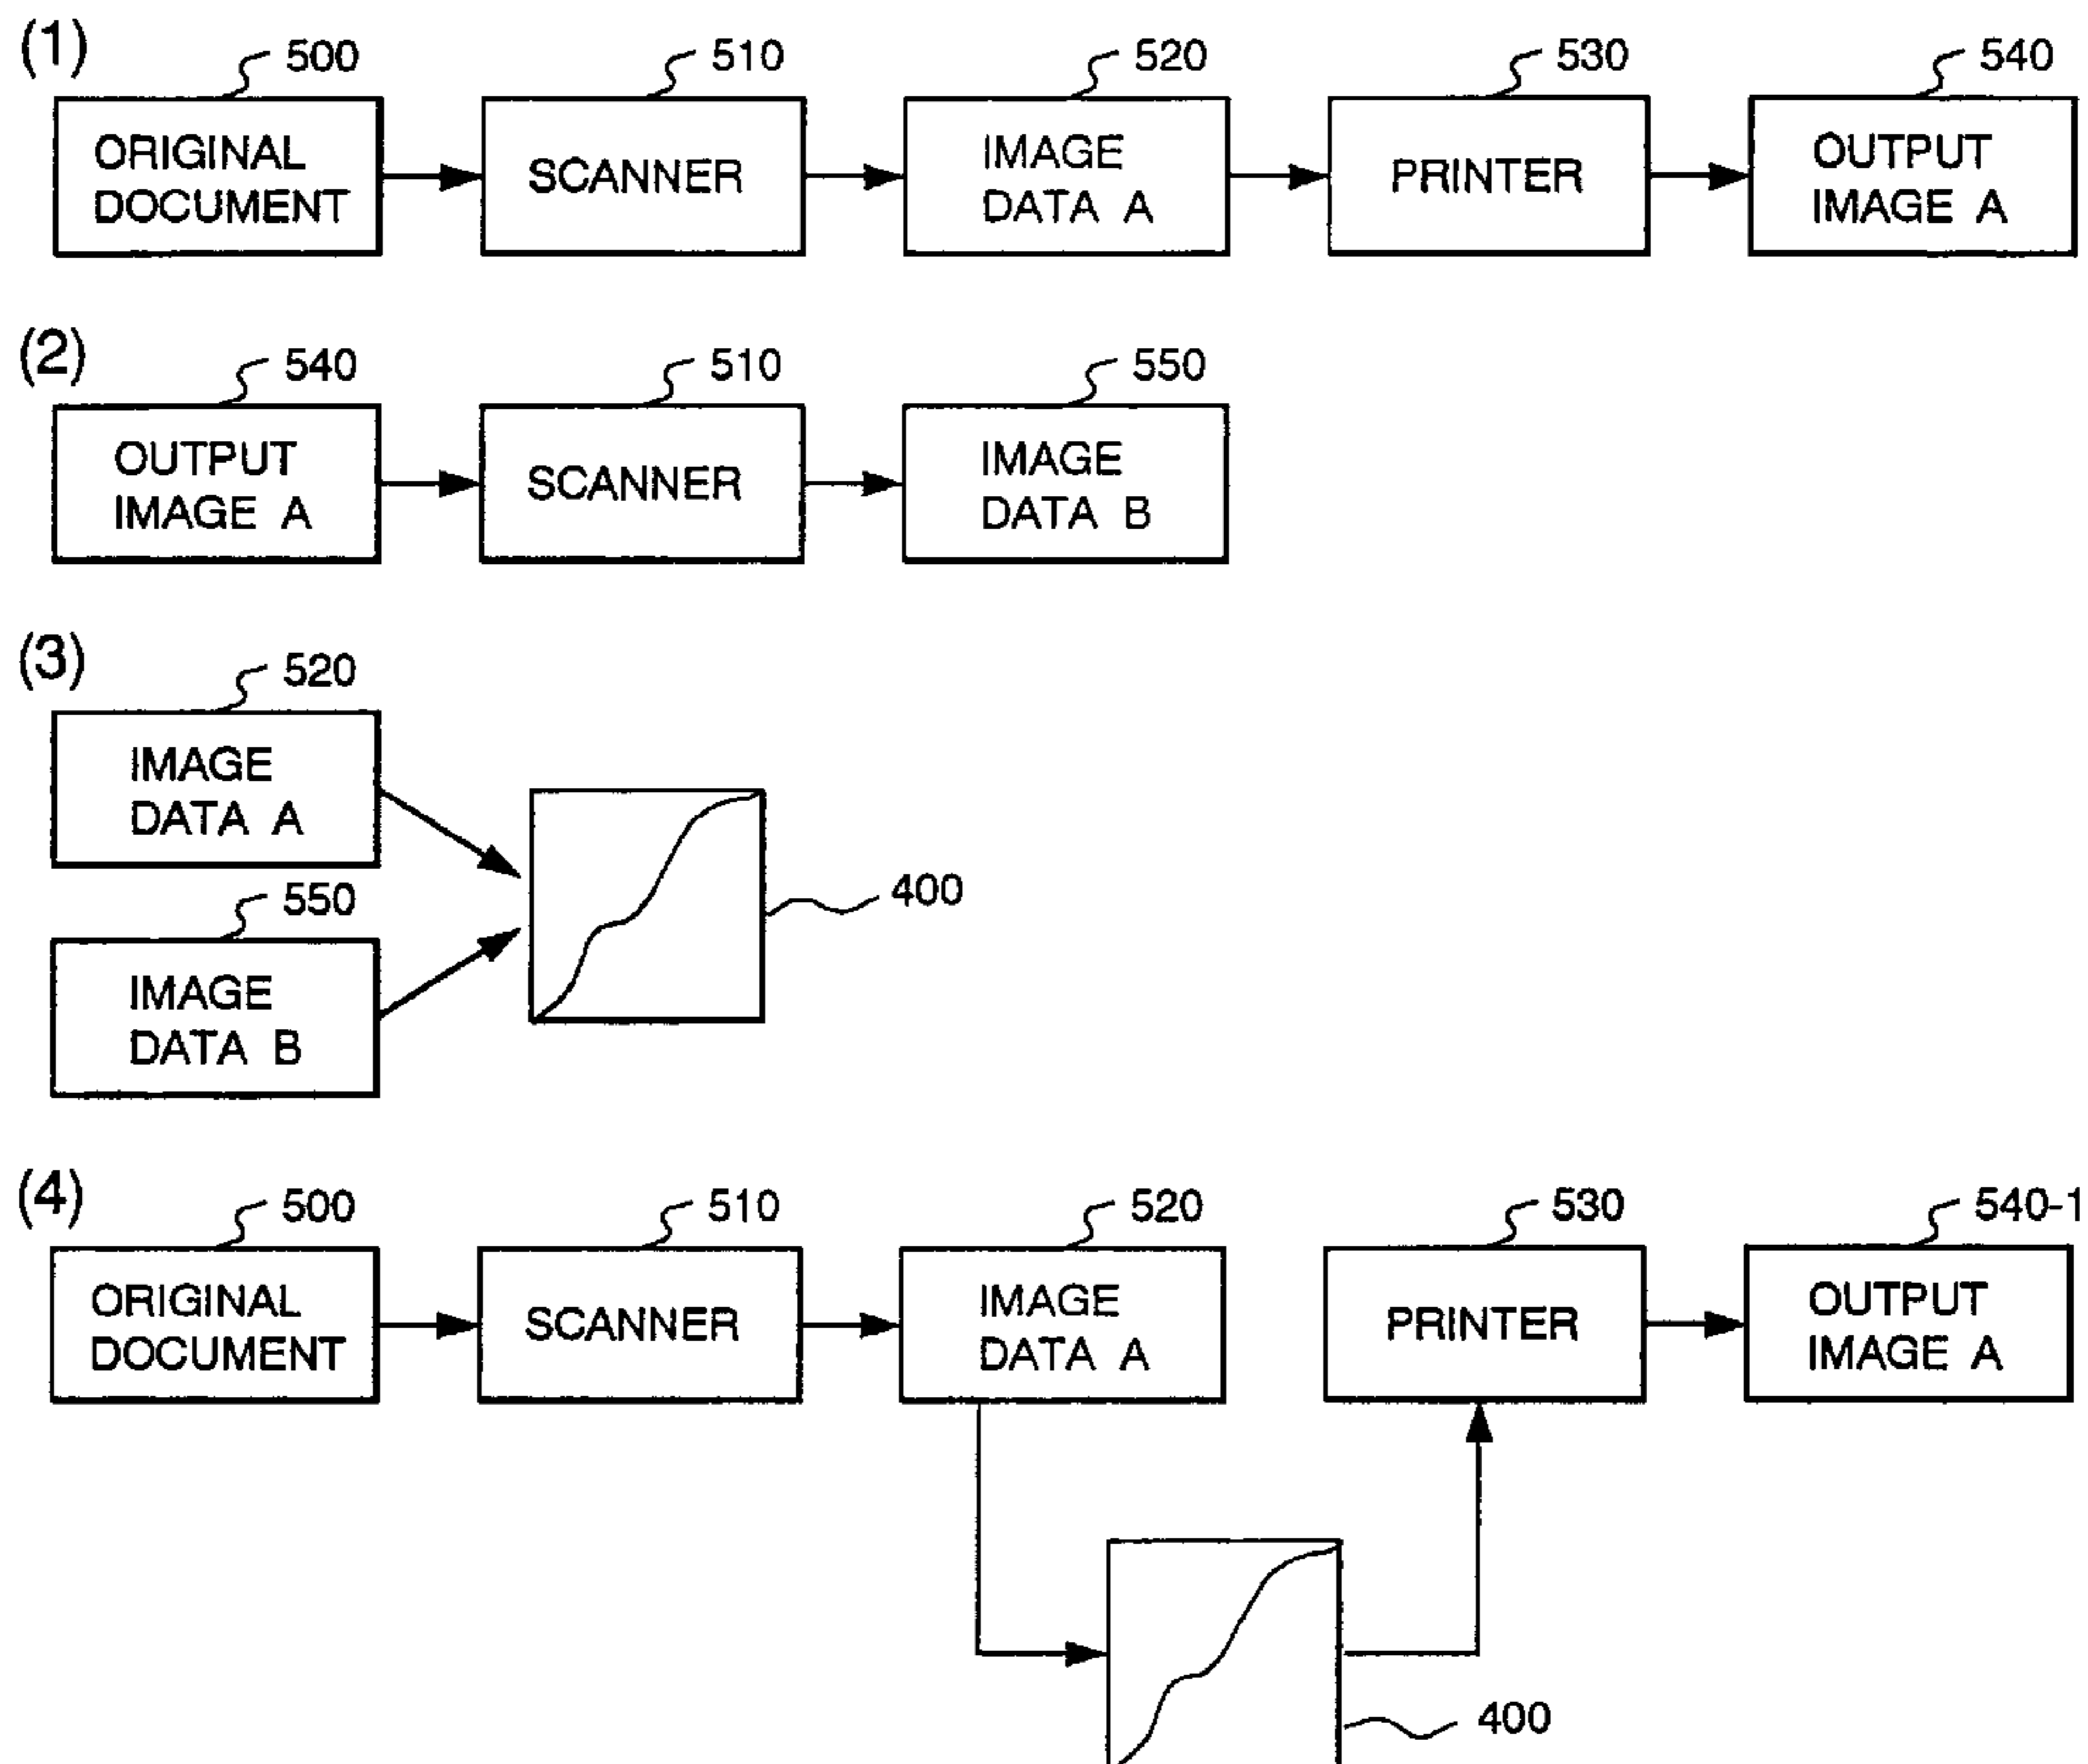 (1)
500
510
520
530
540
ORIGINAL
DOCUMENT
SCANNER
IMAGE
DATA A
PRINTER
OUTPUT
IMAGE A
(2)
540
510
550
OUTPUT
IMAGE A
SCANNER
IMAGE
DATA B
(3)
520
IMAGE
DATA A
400
550
IMAGE
DATA B
(4)
500
510
520
530
540-1
ORIGINAL
DOCUMENT
SCANNER
IMAGE
DATA A
PRINTER
OUTPUT
IMAGE A
400